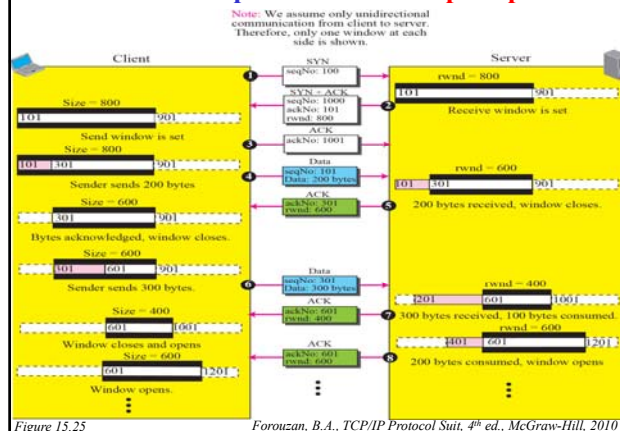 Note: We assume only unidirectional
communication from client to server.
Therefore, only one window at each
side is shown.
Client
Server
SYN
seqNo: 100
1
rwnd = 800
101
901
Receive window is set
SYN + ACK
seqNo: 1000
ackNo: 101
rwnd: 800
2
Size = 800
101
901
Send window is set
ACK
ackNo: 1001
3
Size = 800
101
301
901
Sender sends 200 bytes
Data
seqNo: 101
Data: 200 bytes
4
rwnd = 600
101
301
901
200 bytes received, window closes.
ACK
ackNo: 301
rwnd: 600
5
Size = 600
301
901
Bytes acknowledged, window closes.
Size = 600
301
601
901
Sender sends 300 bytes.
Data
seqNo: 301
Data: 300 bytes
6
rwnd = 400
201
601
1001
300 bytes received, 100 bytes consumed.
ACK
ackNo: 601
rwnd: 400
7
Size = 400
601
1001
Window closes and opens
rwnd = 600
401
601
1201
200 bytes consumed, window opens
ACK
ackNo: 601
rwnd: 600
8
Size = 600
601
1201
Window opens.
Figure 15.25
Forouzan, B.A., TCP/IP Protocol Suit, 4th ed., McGraw-Hill, 2010